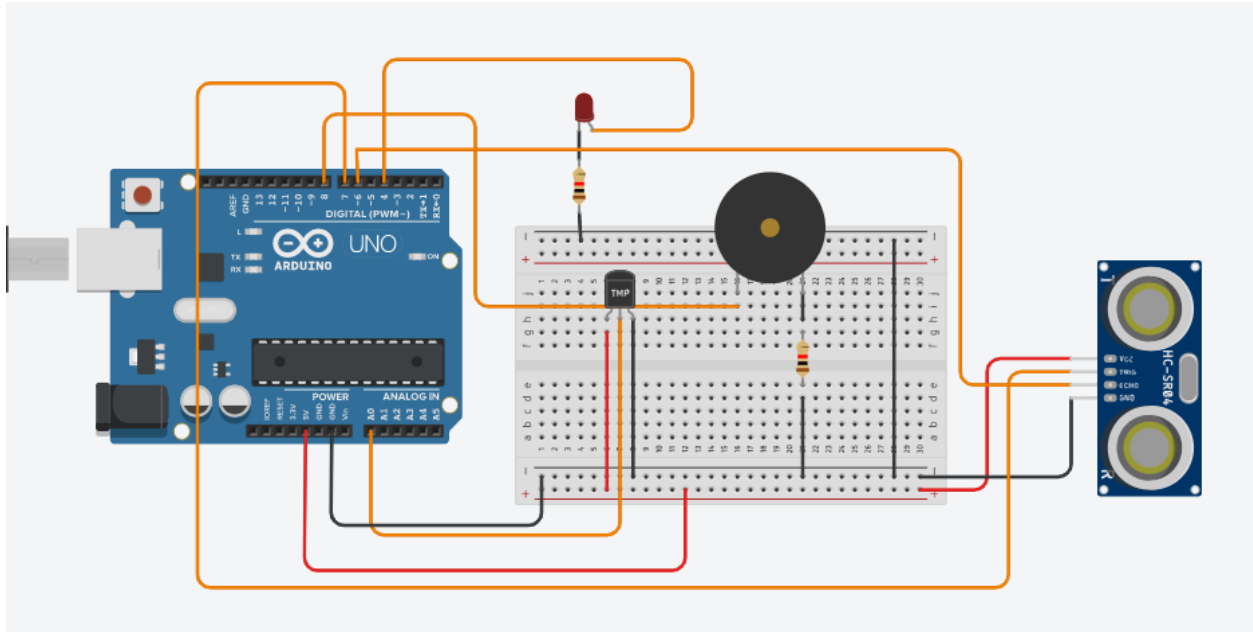 AREF
GND
13
12
~11
~10
~9
8
7
~6
~5
4
~3
2
TX→1
RX←0
DIGITAL (PWM~)
L
TX
RX
UNO
ARDUINO
ON
POWER
ANALOG IN
IOREF
RESET
3.3V
5V
GND
GND
Vin
A0
A1
A2
A3
A4
A5
TMP
j
i
h
g
f
e
d
c
b
a
HC-SR04
VCC
TRIG
ECHO
GND
T
R